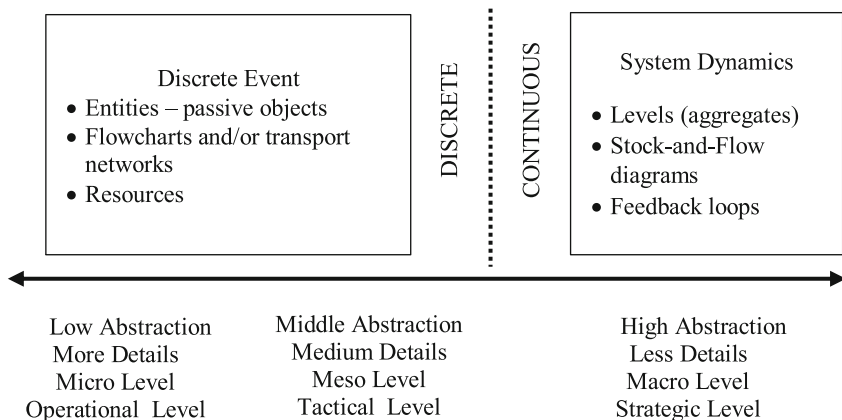 Discrete Event
• Entities – passive objects
• Flowcharts and/or transport
networks
• Resources
DISCRETE
CONTINUOUS
System Dynamics
• Levels (aggregates)
• Stock-and-Flow
diagrams
• Feedback loops
Low Abstraction
More Details
Micro Level
Operational Level
Middle Abstraction
Medium Details
Meso Level
Tactical Level
High Abstraction
Less Details
Macro Level
Strategic Level